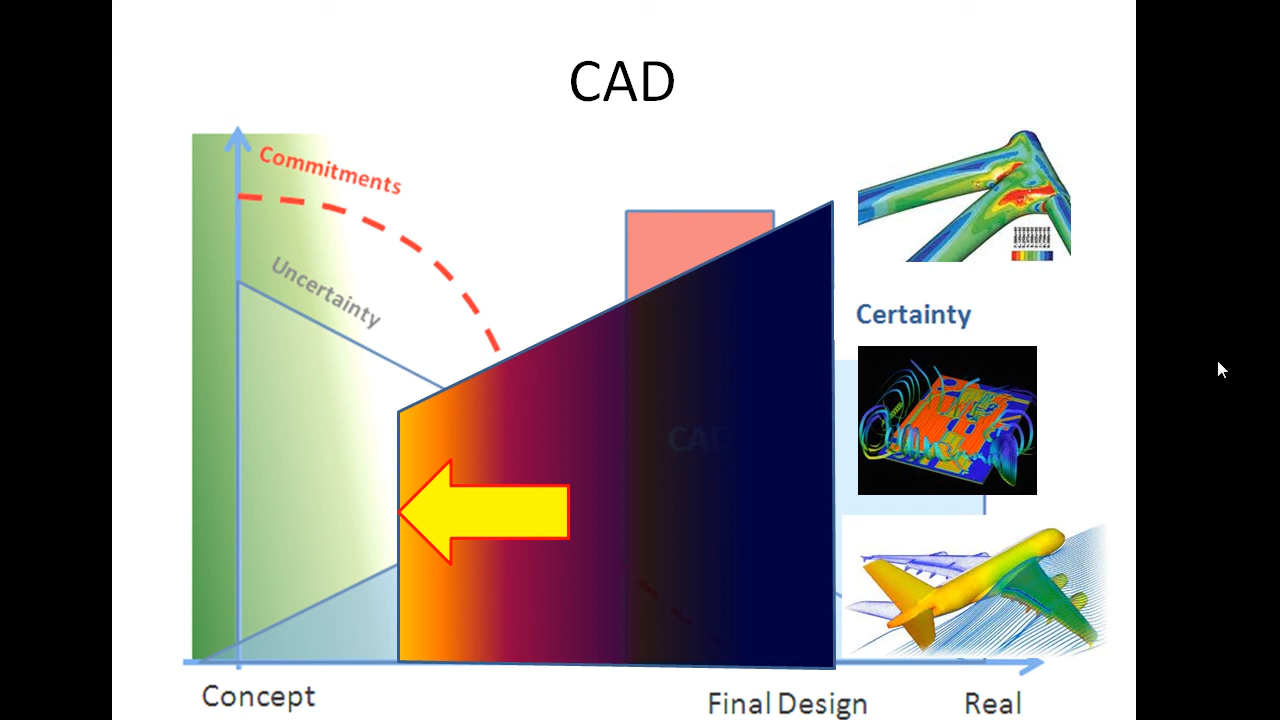 CAD
Commitments
Uncertainty
Certainty
CAD
Concept
Final Design
Real